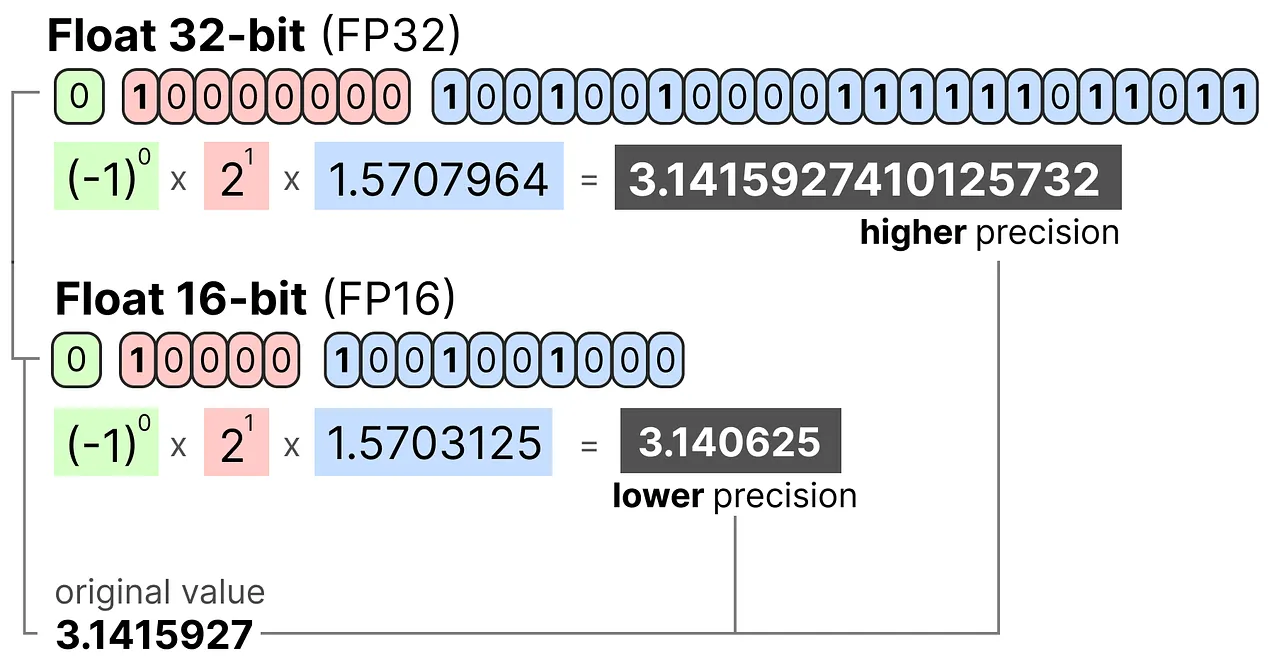 Float 32-bit (FP32)
0 10000000 10010010000111111011011
(-1)⁰ x 2¹ x 1.5707964 = 3.1415927410125732
higher precision
Float 16-bit (FP16)
0 10000 1001001000
(-1)⁰ x 2¹ x 1.5703125 = 3.140625
lower precision
original value
3.1415927